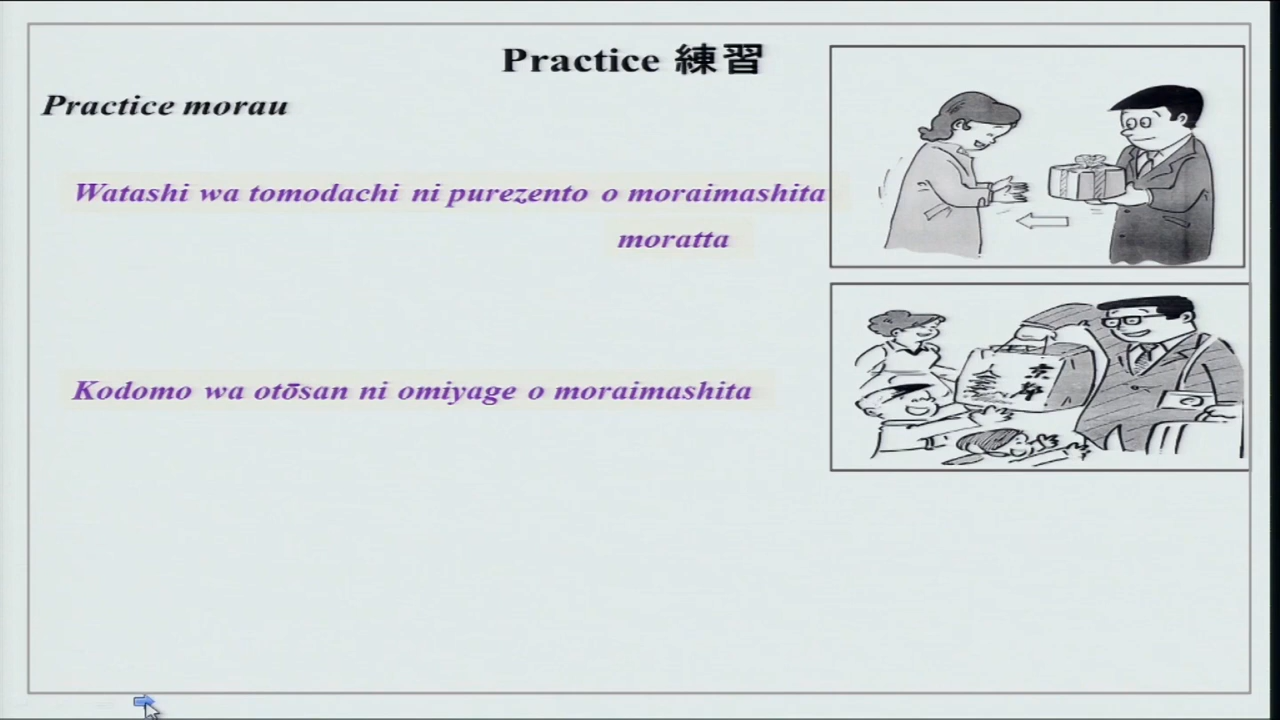 Practice 練習
Practice morau
Watashi wa tomodachi ni purezento o moraimashita
moratta
Kodomo wa otōsan ni omiyage o moraimashita